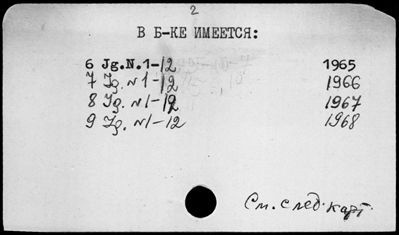 2
В Б-КЕ ИМЕЕТСЯ:
6 Jg.N.1-12 1965
7 Jg. N1-12 1966
8 Jg. N1-12 1967
9 Jg. N1-12 1968
См. след. карт.